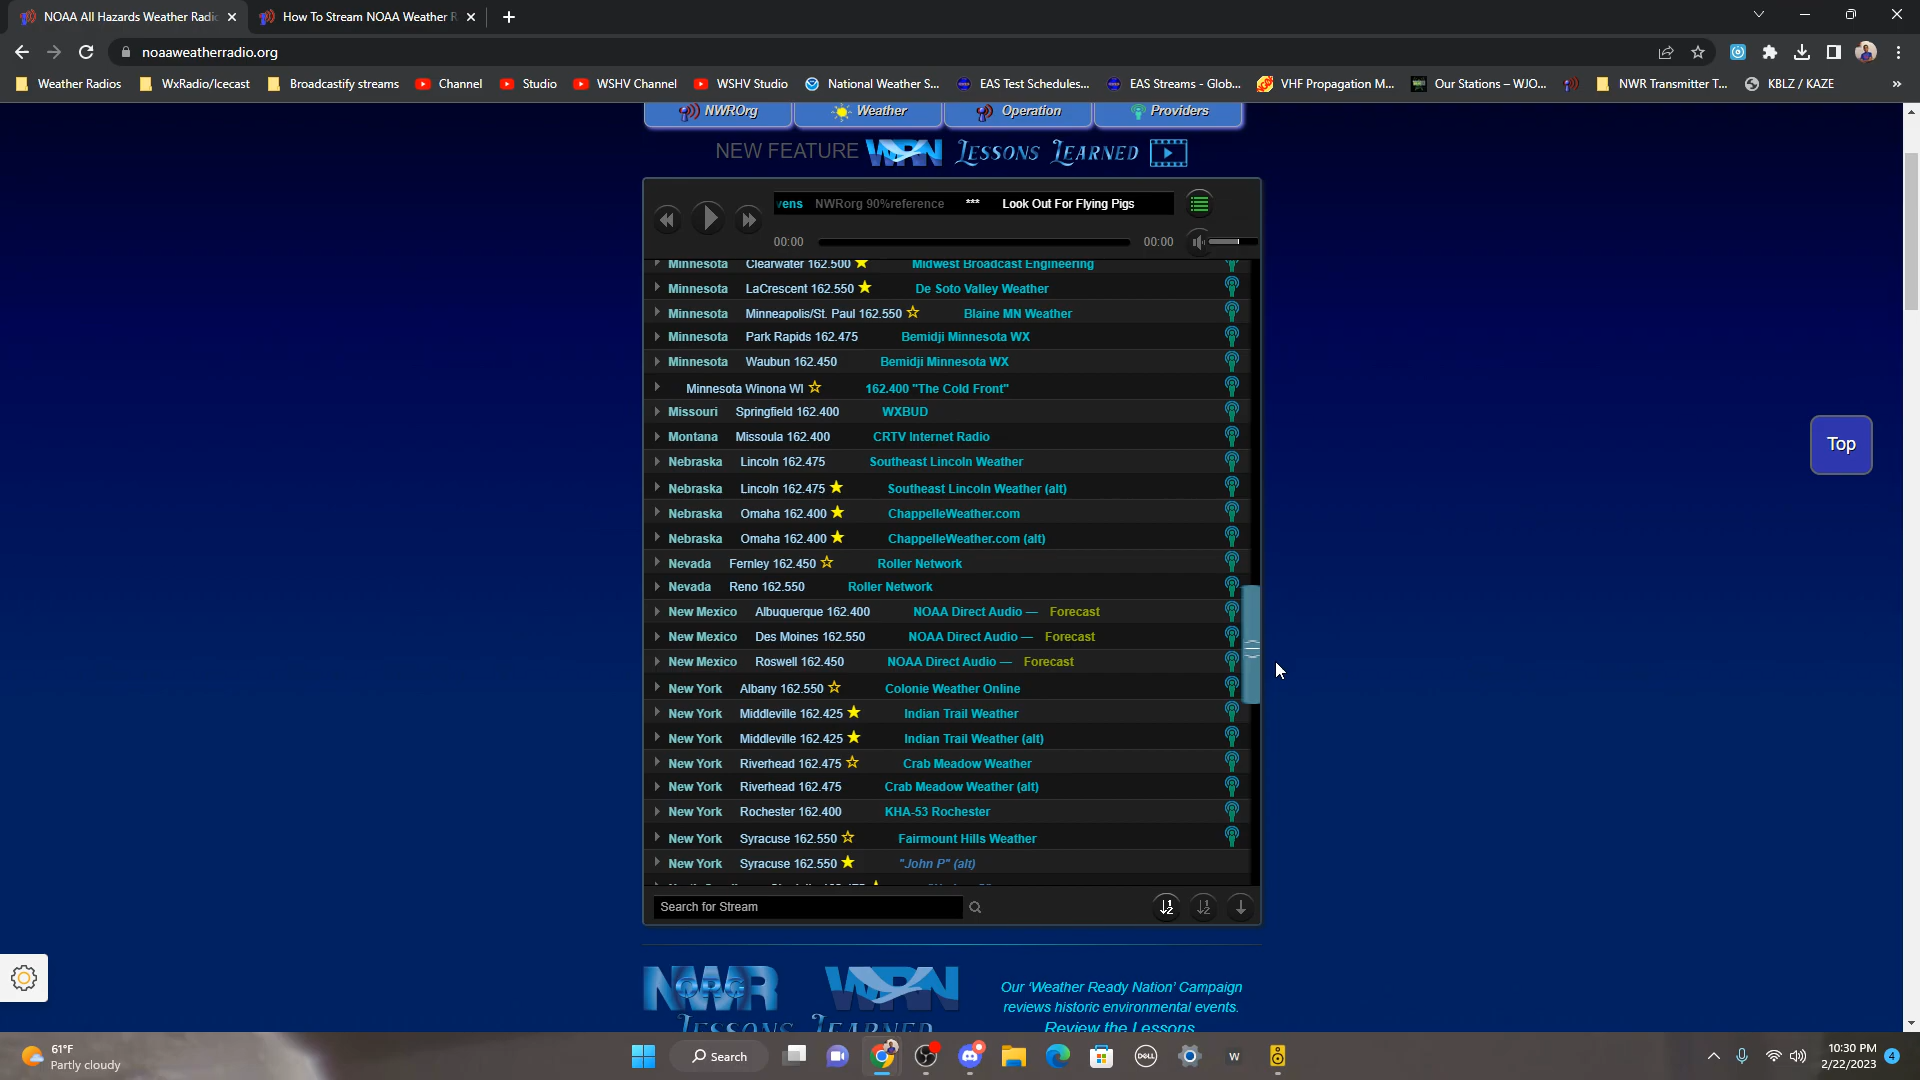 NOAA All Hazards Weather Radi
How To Stream NOAA Weather R
noaaweatherradio.org
Weather Radios
WxRadio/Icecast
Broadcastify streams
Channel
Studio
WSHV Channel
WSHV Studio
National Weather S...
EAS Test Schedules...
EAS Streams - Glob...
VHF Propagation M...
Our Stations – WJO...
NWR Transmitter T...
KBLZ / KAZE
»
NWROrg
Weather
Operation
Providers
NEW FEATURE WRN Lessons Learned
vens NWRorg 90%reference *** Look Out For Flying Pigs
00:00 00:00
Minnesota Clearwater 162.500 Midwest Broadcast Engineering
Minnesota LaCrescent 162.550 De Soto Valley Weather
Minnesota Minneapolis/St. Paul 162.550 Blaine MN Weather
Minnesota Park Rapids 162.475 Bemidji Minnesota WX
Minnesota Waubun 162.450 Bemidji Minnesota WX
Minnesota Winona WI 162.400 "The Cold Front"
Missouri Springfield 162.400 WXBUD
Montana Missoula 162.400 CRTV Internet Radio
Nebraska Lincoln 162.475 Southeast Lincoln Weather
Nebraska Lincoln 162.475 Southeast Lincoln Weather (alt)
Nebraska Omaha 162.400 ChappelleWeather.com
Nebraska Omaha 162.400 ChappelleWeather.com (alt)
Nevada Fernley 162.450 Roller Network
Nevada Reno 162.550 Roller Network
New Mexico Albuquerque 162.400 NOAA Direct Audio — Forecast
New Mexico Des Moines 162.550 NOAA Direct Audio — Forecast
New Mexico Roswell 162.450 NOAA Direct Audio — Forecast
New York Albany 162.550 Colonie Weather Online
New York Middleville 162.425 Indian Trail Weather
New York Middleville 162.425 Indian Trail Weather (alt)
New York Riverhead 162.475 Crab Meadow Weather
New York Riverhead 162.475 Crab Meadow Weather (alt)
New York Rochester 162.400 KHA-53 Rochester
New York Syracuse 162.550 Fairmount Hills Weather
New York Syracuse 162.550 "John P" (alt)
Search for Stream
Top
NWR ORG WRN
Lessons Learned
Our 'Weather Ready Nation' Campaign
reviews historic environmental events.
Review the Lessons
61°F
Partly cloudy
Search
DELL
W
10:30 PM
2/22/2023
4